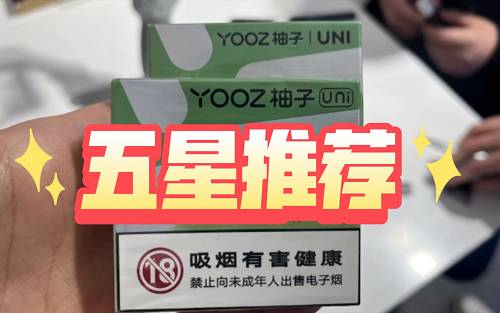 YOOZ 柚子 | UNI
YOOZ 柚子 uni
五星推荐
18
吸烟有害健康
禁止向未成年人出售电子烟